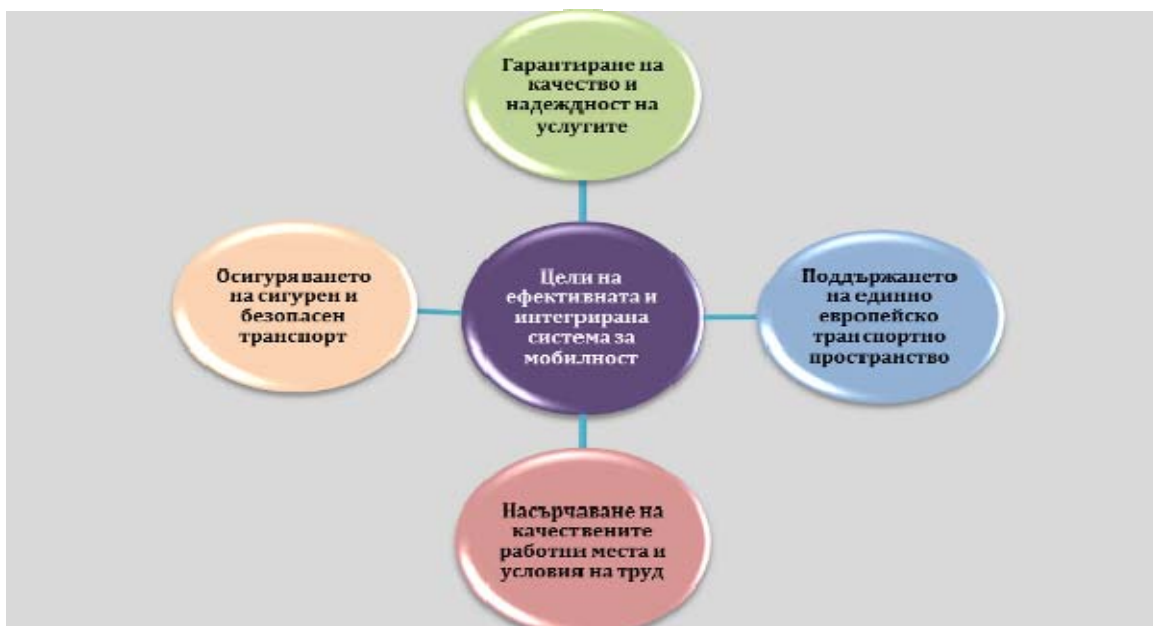 Гарантиране на
качество и
надеждност на
услугите
Осигуряването
на сигурен и
безопасен
транспорт
Цели на
ефективната и
интегрирана
система за
мобилност
Поддържането
на единно
европейско
транспортно
пространство
Насърчаване на
качествените
работни места и
условия на труд